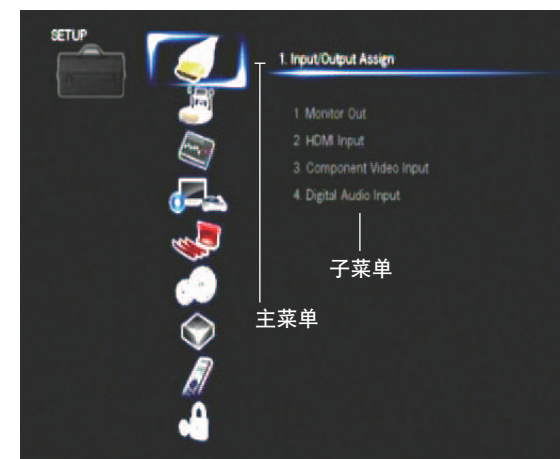 SETUP
1. Input/Output Assign
1. Monitor Out
2. HDMI Input
3. Component Video Input
4. Digital Audio Input
子菜单
主菜单